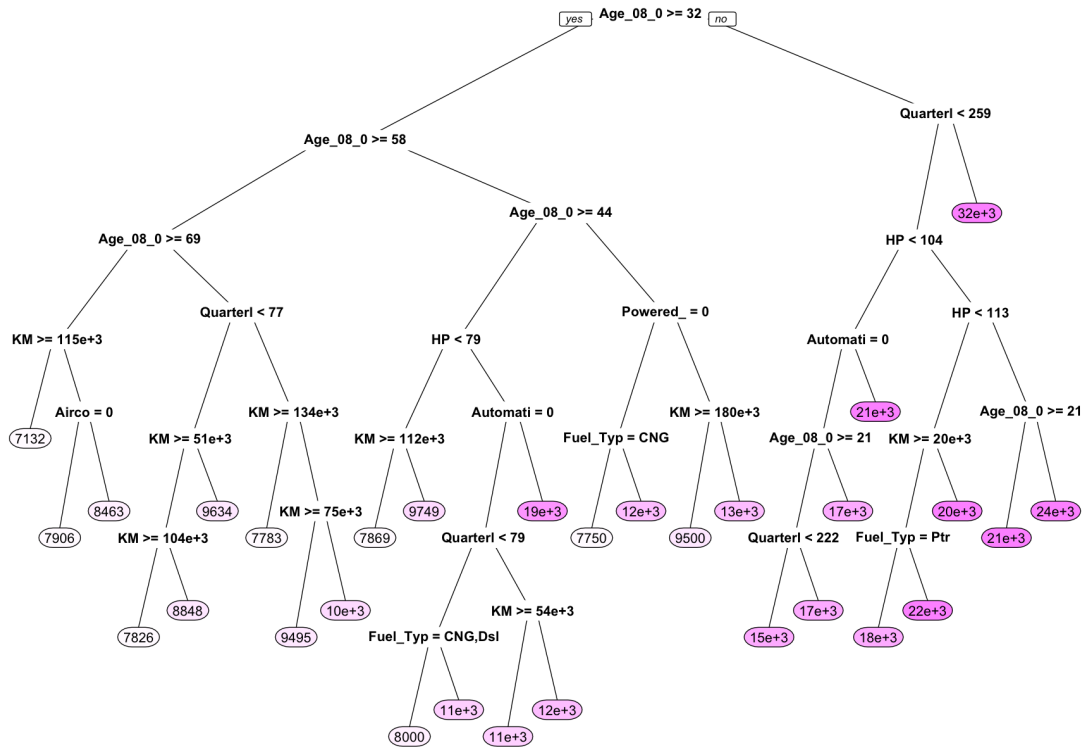 yes Age_08_0 >= 32 no
Quarterl < 259
Age_08_0 >= 58
Age_08_0 >= 44
32e+3
Age_08_0 >= 69
HP < 104
Quarterl < 77
Powered_ = 0
HP < 113
KM >= 115e+3
HP < 79
Automati = 0
Airco = 0
KM >= 134e+3
Automati = 0
KM >= 180e+3
21e+3
Age_08_0 >= 21
7132
KM >= 51e+3
KM >= 112e+3
Fuel_Typ = CNG
Age_08_0 >= 21
KM >= 20e+3
8463
9634
KM >= 75e+3
9749
19e+3
12e+3
13e+3
17e+3
20e+3
24e+3
7906
KM >= 104e+3
7783
7869
Quarterl < 79
7750
9500
Quarterl < 222
Fuel_Typ = Ptr
21e+3
8848
10e+3
KM >= 54e+3
17e+3
22e+3
7826
9495
Fuel_Typ = CNG,Dsl
15e+3
18e+3
11e+3
12e+3
8000
11e+3